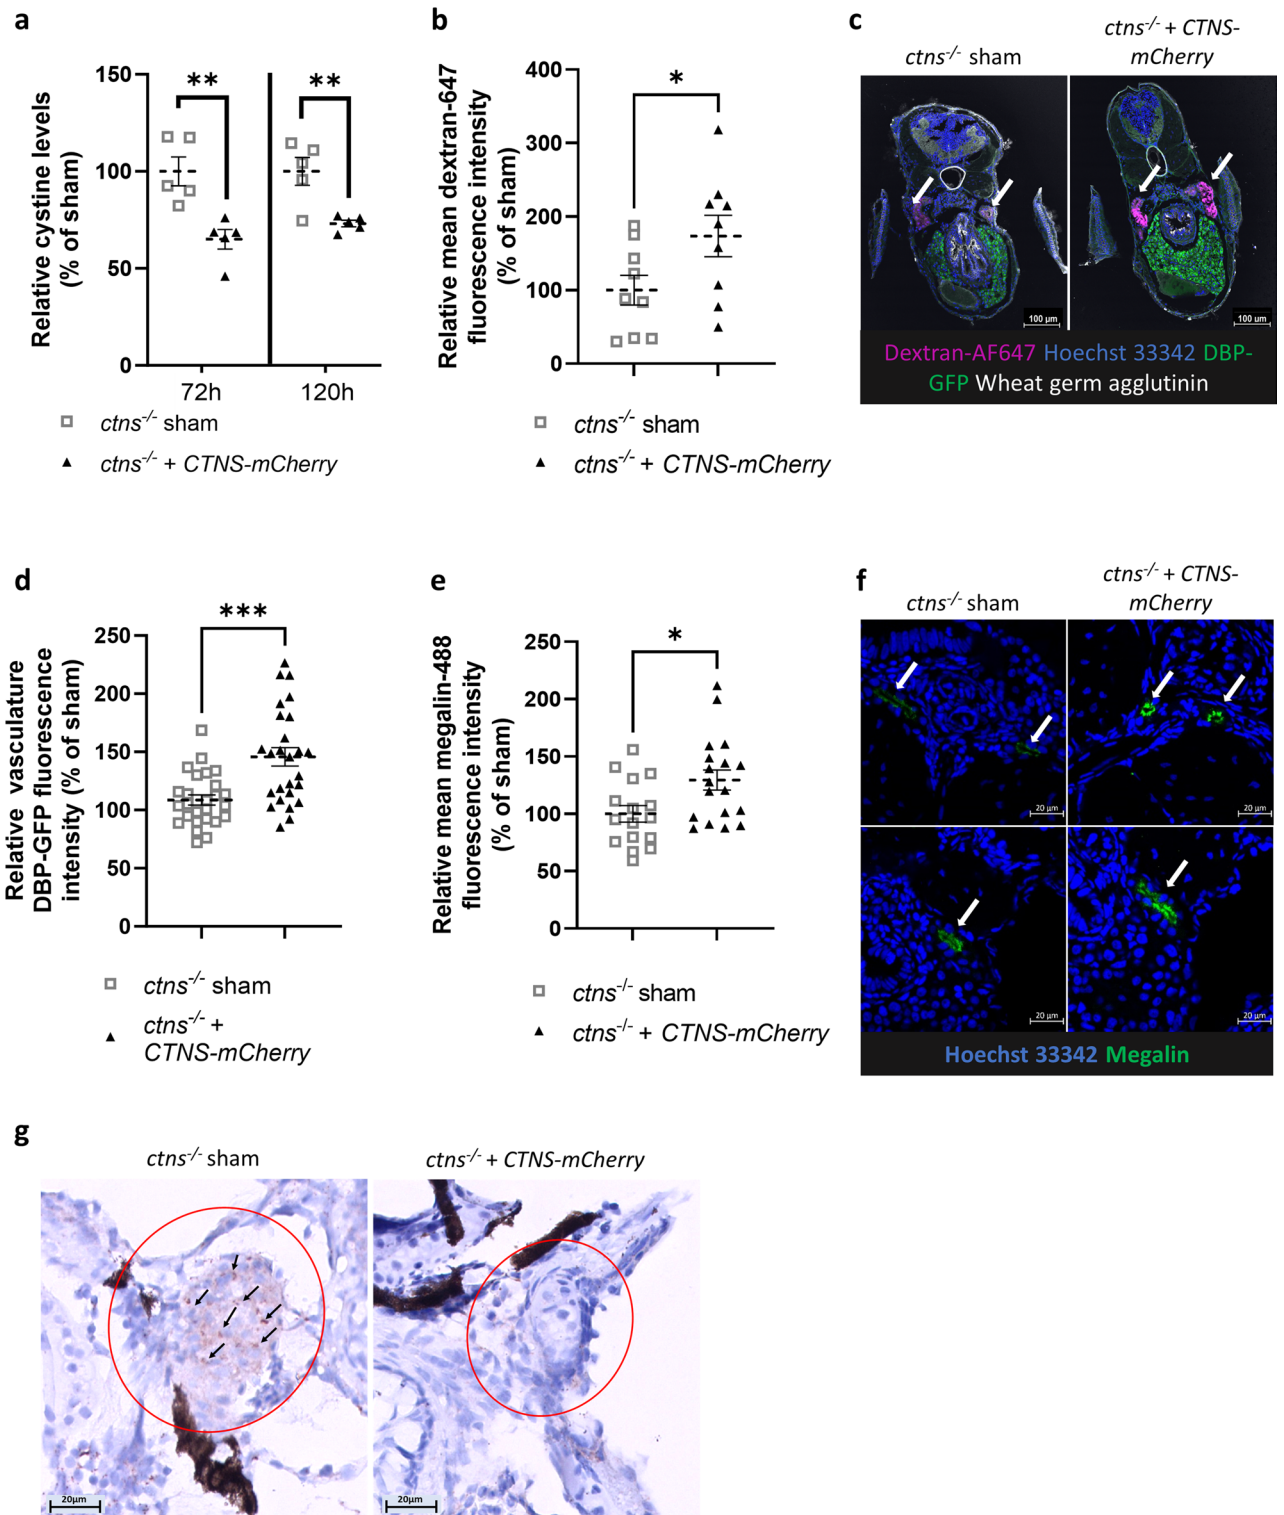 a
Relative cystine levels
(% of sham)
150
100
50
0
**
**
72h
120h
ctns-/- sham
ctns-/- + CTNS-mCherry
b
Relative mean dextran-647
fluorescence intensity
(% of sham)
400
300
200
100
0
*
ctns-/- sham
ctns-/- + CTNS-mCherry
c
ctns-/- sham
ctns-/- + CTNS-
mCherry
100 µm
100 µm
Dextran-AF647 Hoechst 33342 DBP-
GFP Wheat germ agglutinin
d
Relative vasculature
DBP-GFP fluorescence
intensity (% of sham)
250
200
150
100
50
0
***
ctns-/- sham
ctns-/- +
CTNS-mCherry
e
Relative mean megalin-488
fluorescence intensity
(% of sham)
250
200
150
100
50
0
*
ctns-/- sham
ctns-/- + CTNS-mCherry
f
ctns-/- sham
ctns-/- + CTNS-
mCherry
20 µm
20 µm
20 µm
20 µm
Hoechst 33342 Megalin
g
ctns-/- sham
ctns-/- + CTNS-mCherry
20µm
20µm